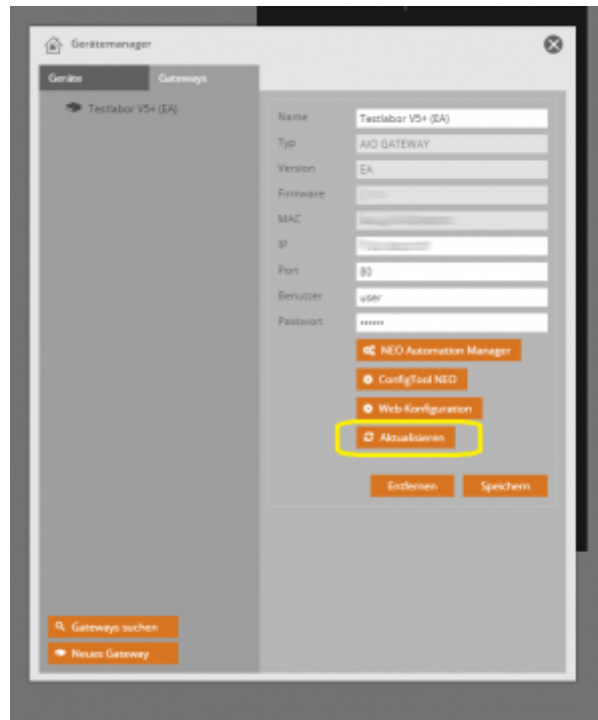 Gerätemanager
Geräte Gateways
Testlabor V5+ (EA)
Name Testlabor V5+ (EA)
Typ AIO GATEWAY
Version EA
Firmware
MAC
IP
Port 80
Benutzer user
Passwort ••••••
NEO Automation Manager
ConfigTool NEO
Web-Konfiguration
Aktualisieren
Entfernen Speichern
Gateways suchen
Neues Gateway